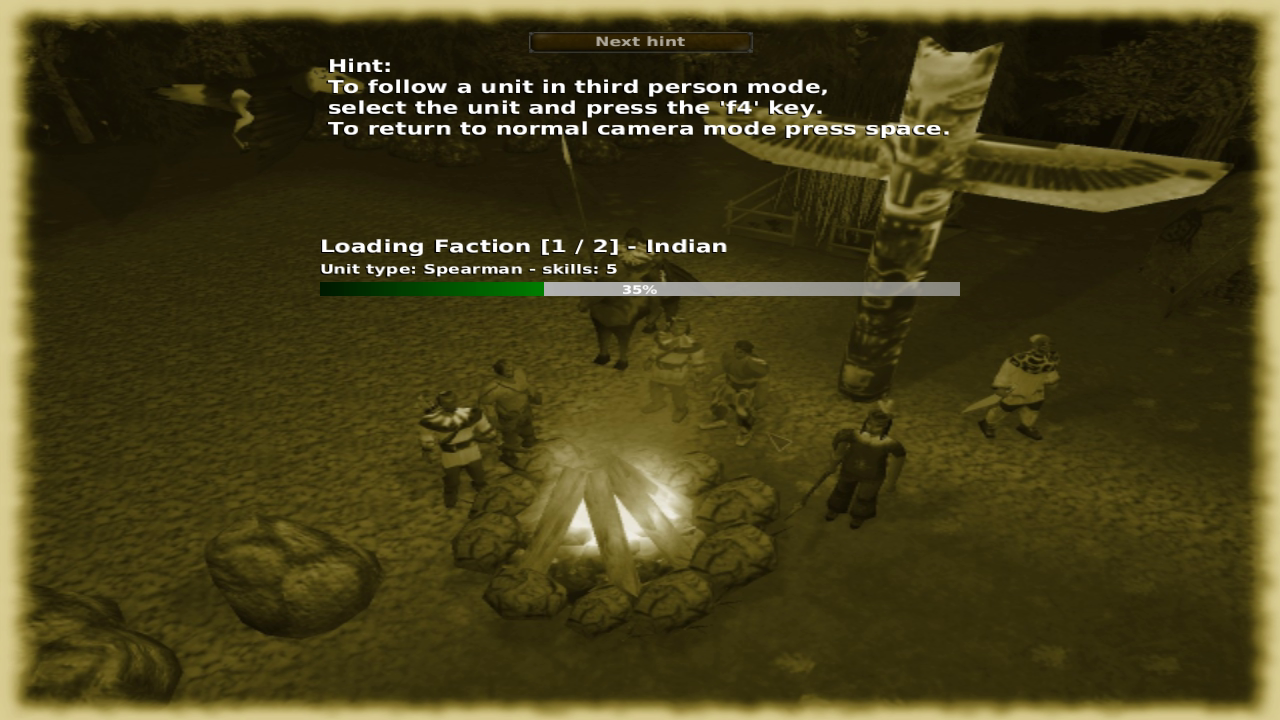 Next hint
Hint:
To follow a unit in third person mode,
select the unit and press the 'f4' key.
To return to normal camera mode press space.
Loading Faction [1 / 2] - Indian
Unit type: Spearman - skills: 5
35%